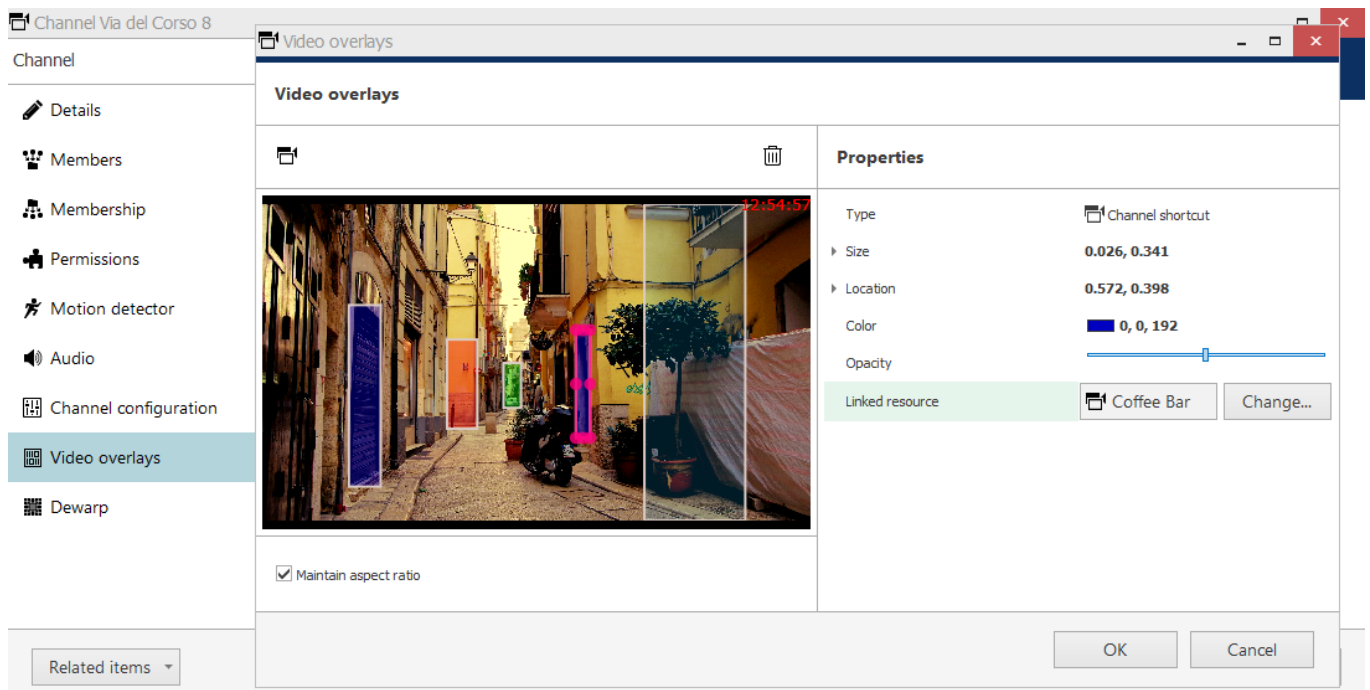 Channel Via del Corso 8
Video overlays
Channel
Video overlays
Details
Members
Membership
Permissions
Motion detector
Audio
Channel configuration
Video overlays
Dewarp
12:54:57
Maintain aspect ratio
Properties
Type Channel shortcut
Size 0.026, 0.341
Location 0.572, 0.398
Color 0, 0, 192
Opacity
Linked resource Coffee Bar Change...
Related items
OK Cancel